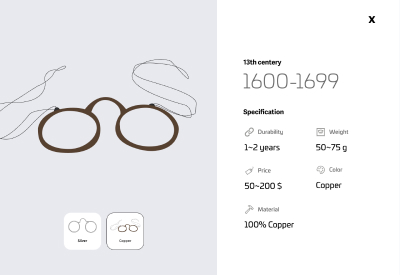 X
13th centery
1600-1699
Specification
Durability
1~2 years
Weight
50~75 g
Price
50~200 $
Color
Copper
Material
100% Copper
Silver
Copper